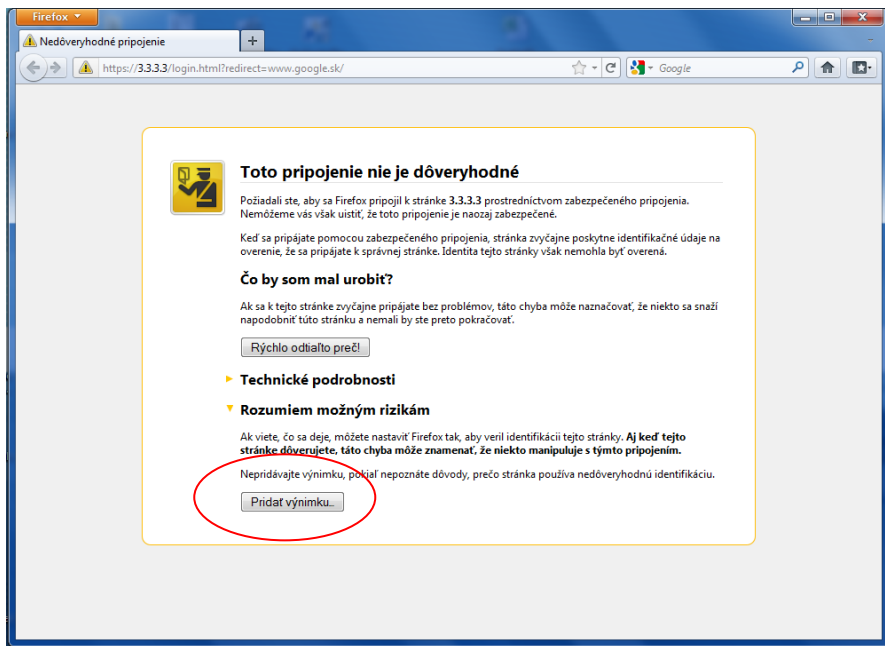 Firefox
Nedôveryhodné pripojenie
https://3.3.3.3/login.html?redirect=www.google.sk/
Google
Toto pripojenie nie je dôveryhodné
Požiadali ste, aby sa Firefox pripojil k stránke 3.3.3.3 prostredníctvom zabezpečeného pripojenia.
Nemôžeme vás však uistiť, že toto pripojenie je naozaj zabezpečené.
Keď sa pripájate pomocou zabezpečeného pripojenia, stránka zvyčajne poskytne identifikačné údaje na
overenie, že sa pripájate k správnej stránke. Identita tejto stránky však nemohla byť overená.
Čo by som mal urobiť?
Ak sa k tejto stránke zvyčajne pripájate bez problémov, táto chyba môže naznačovať, že niekto sa snaží
napodobniť túto stránku a nemali by ste preto pokračovať.
Rýchlo odtiaľto preč!
Technické podrobnosti
Rozumiem možným rizikám
Ak viete, čo sa deje, môžete nastaviť Firefox tak, aby veril identifikácii tejto stránky. Aj keď tejto
stránke dôverujete, táto chyba môže znamenať, že niekto manipuluje s týmto pripojením.
Nepridávajte výnimku, pokiaľ nepoznáte dôvody, prečo stránka používa nedôveryhodnú identifikáciu.
Pridať výnimku...